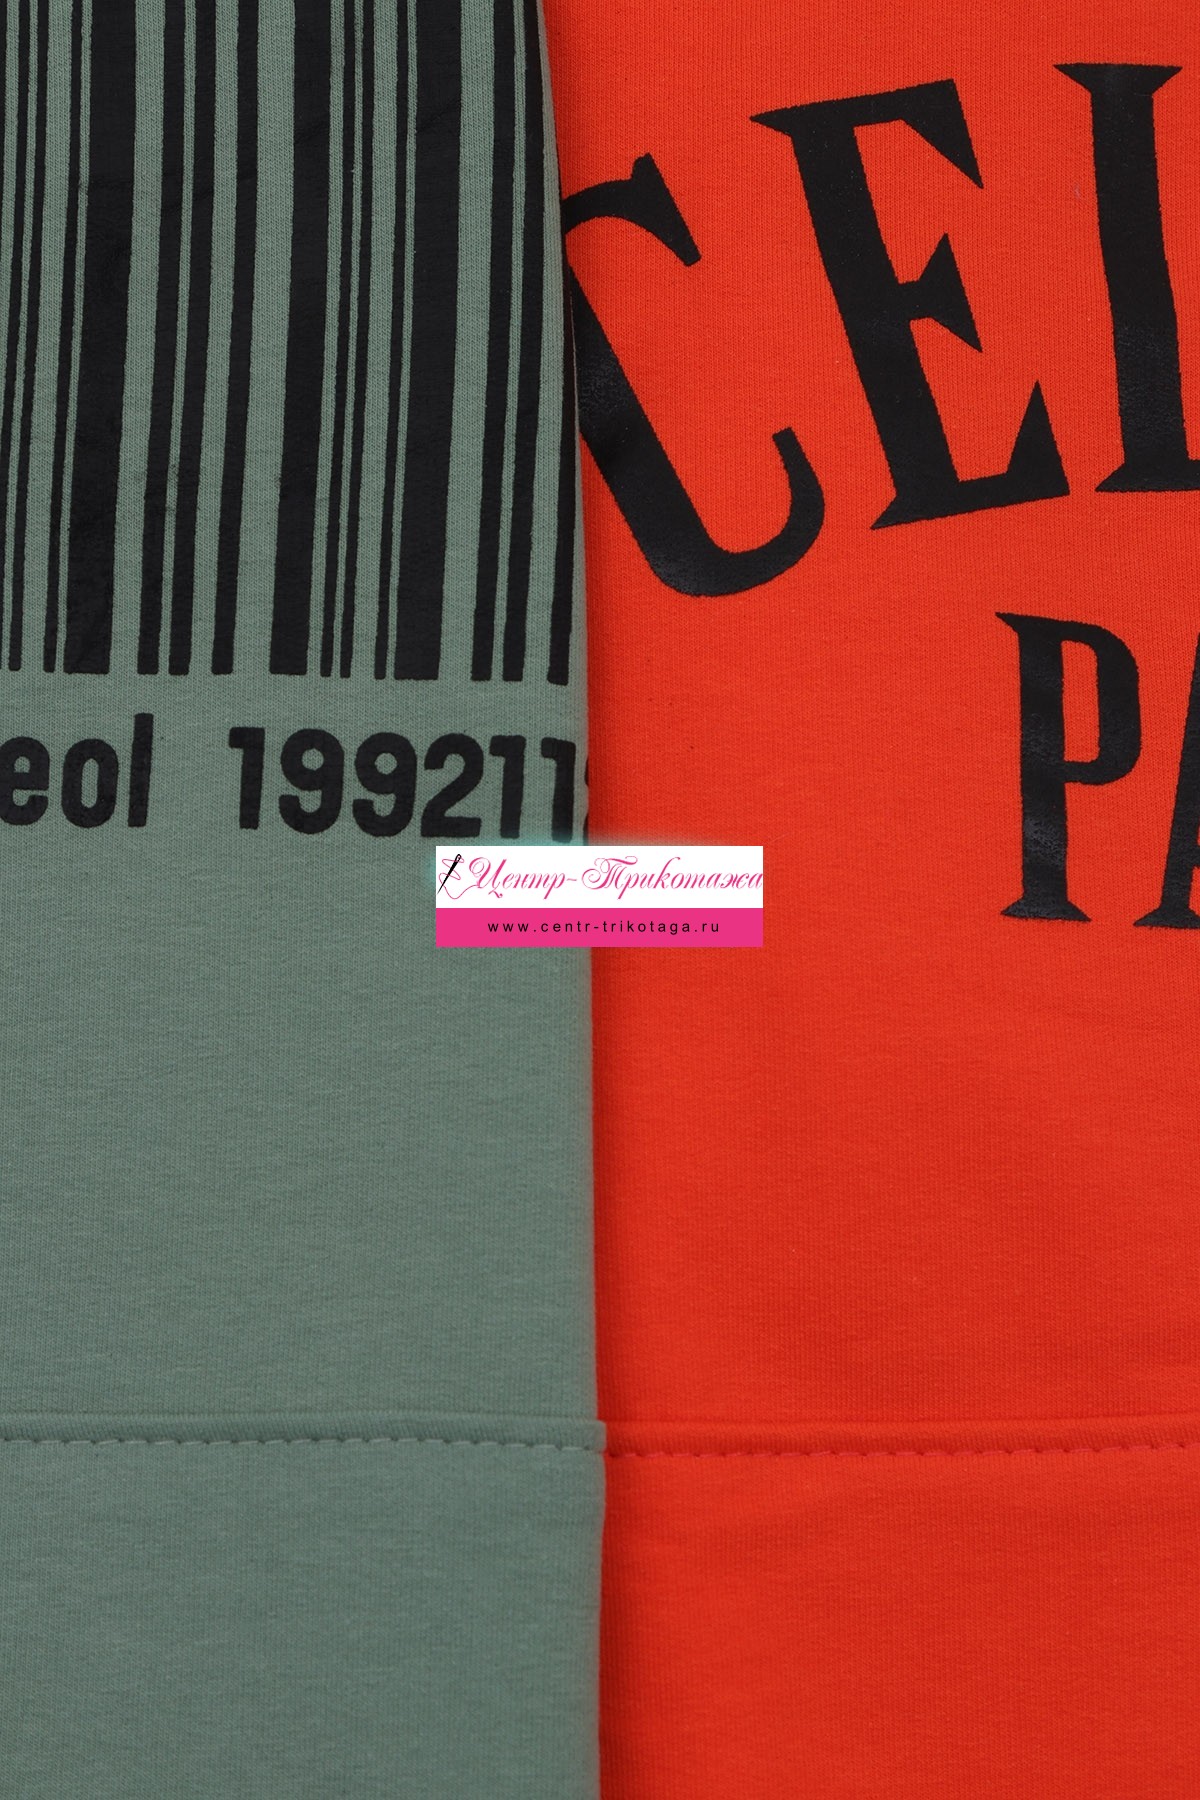 CEL
PA
eol 199211
Центр-Трикотажа
www.centr-trikotaga.ru